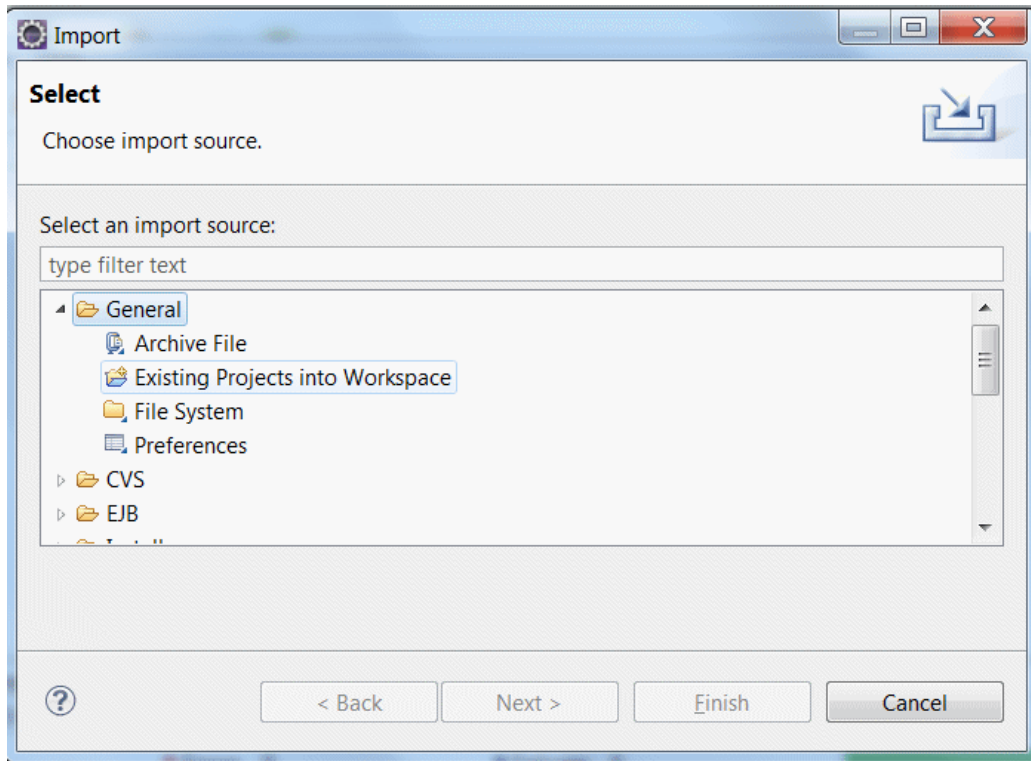 Import
Select
Choose import source.
Select an import source:
type filter text
General
Archive File
Existing Projects into Workspace
File System
Preferences
CVS
EJB
? < Back Next > Finish Cancel